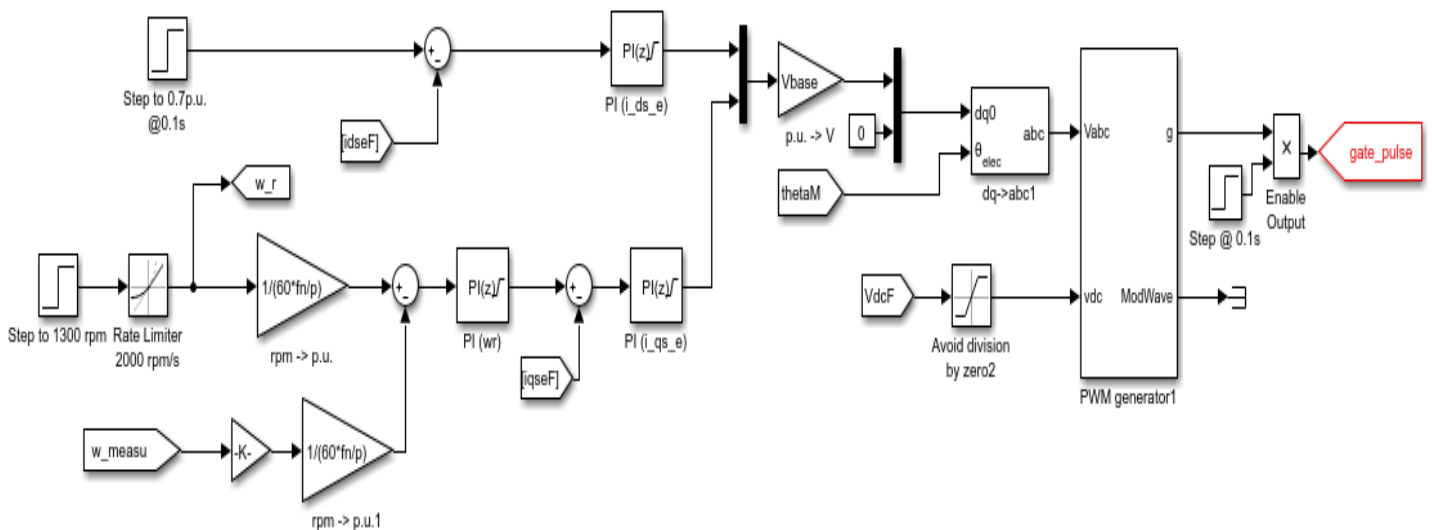 Step to 0.7p.u.
@0.1s
+
-
[idseF]
PI(z)
PI (i_ds_e)
Vbase
p.u. -> V
0
thetaM
dq0
θelec
abc
dq->abc1
Vabc
vdc
g
ModWave
PWM generator1
Step @ 0.1s
×
Enable
Output
gate_pulse
w_r
Step to 1300 rpm
Rate Limiter
2000 rpm/s
1/(60*fn/p)
rpm -> p.u.
+
-
PI(z)
PI (wr)
+
-
[iqseF]
PI(z)
PI (i_qs_e)
VdcF
Avoid division
by zero2
w_measu
-K-
1/(60*fn/p)
rpm -> p.u.1